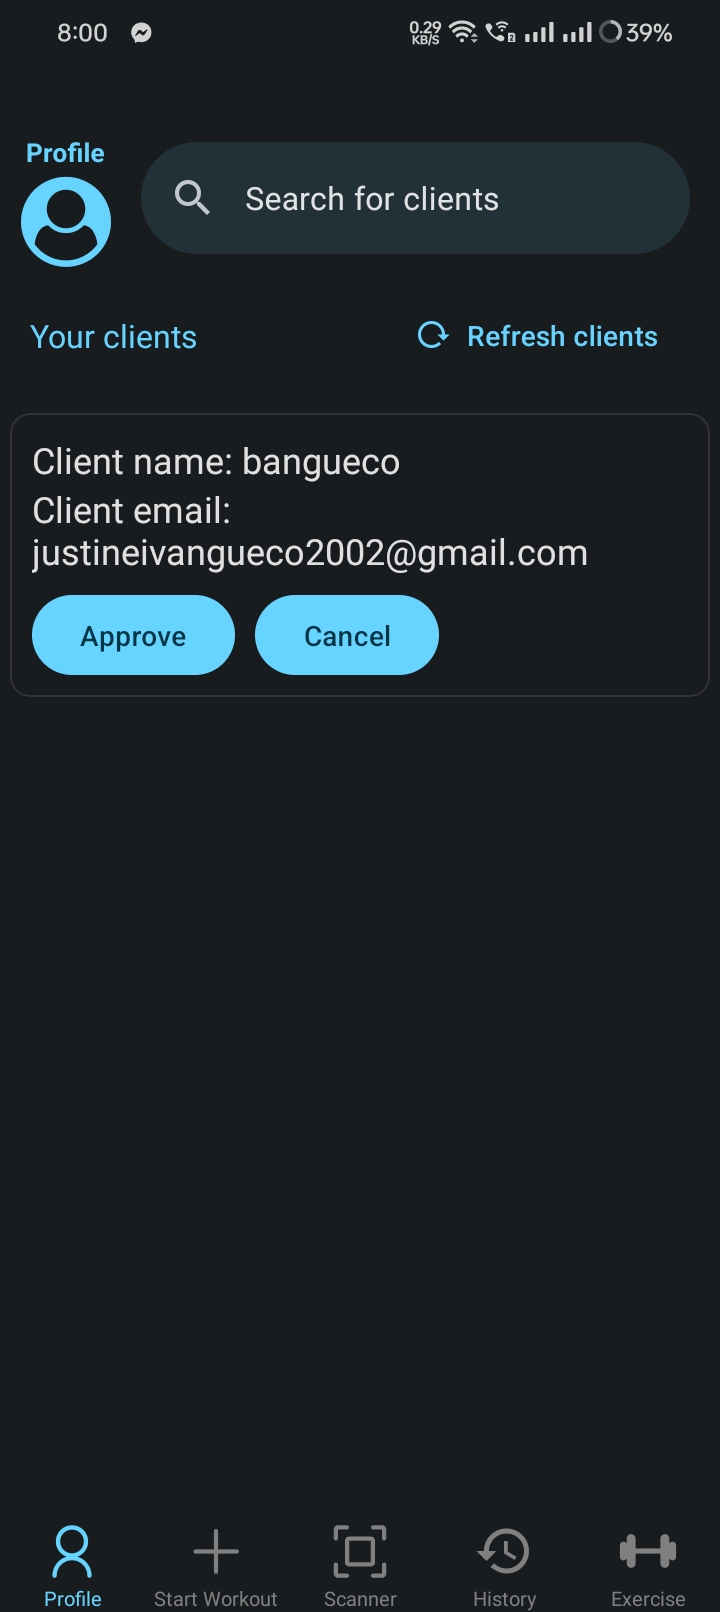 8:00
0.29
KB/S
2
39%
Profile
Search for clients
Your clients
Refresh clients
Client name: bangueco
Client email:
justineivangueco2002@gmail.com
Approve
Cancel
Profile
Start Workout
Scanner
History
Exercise